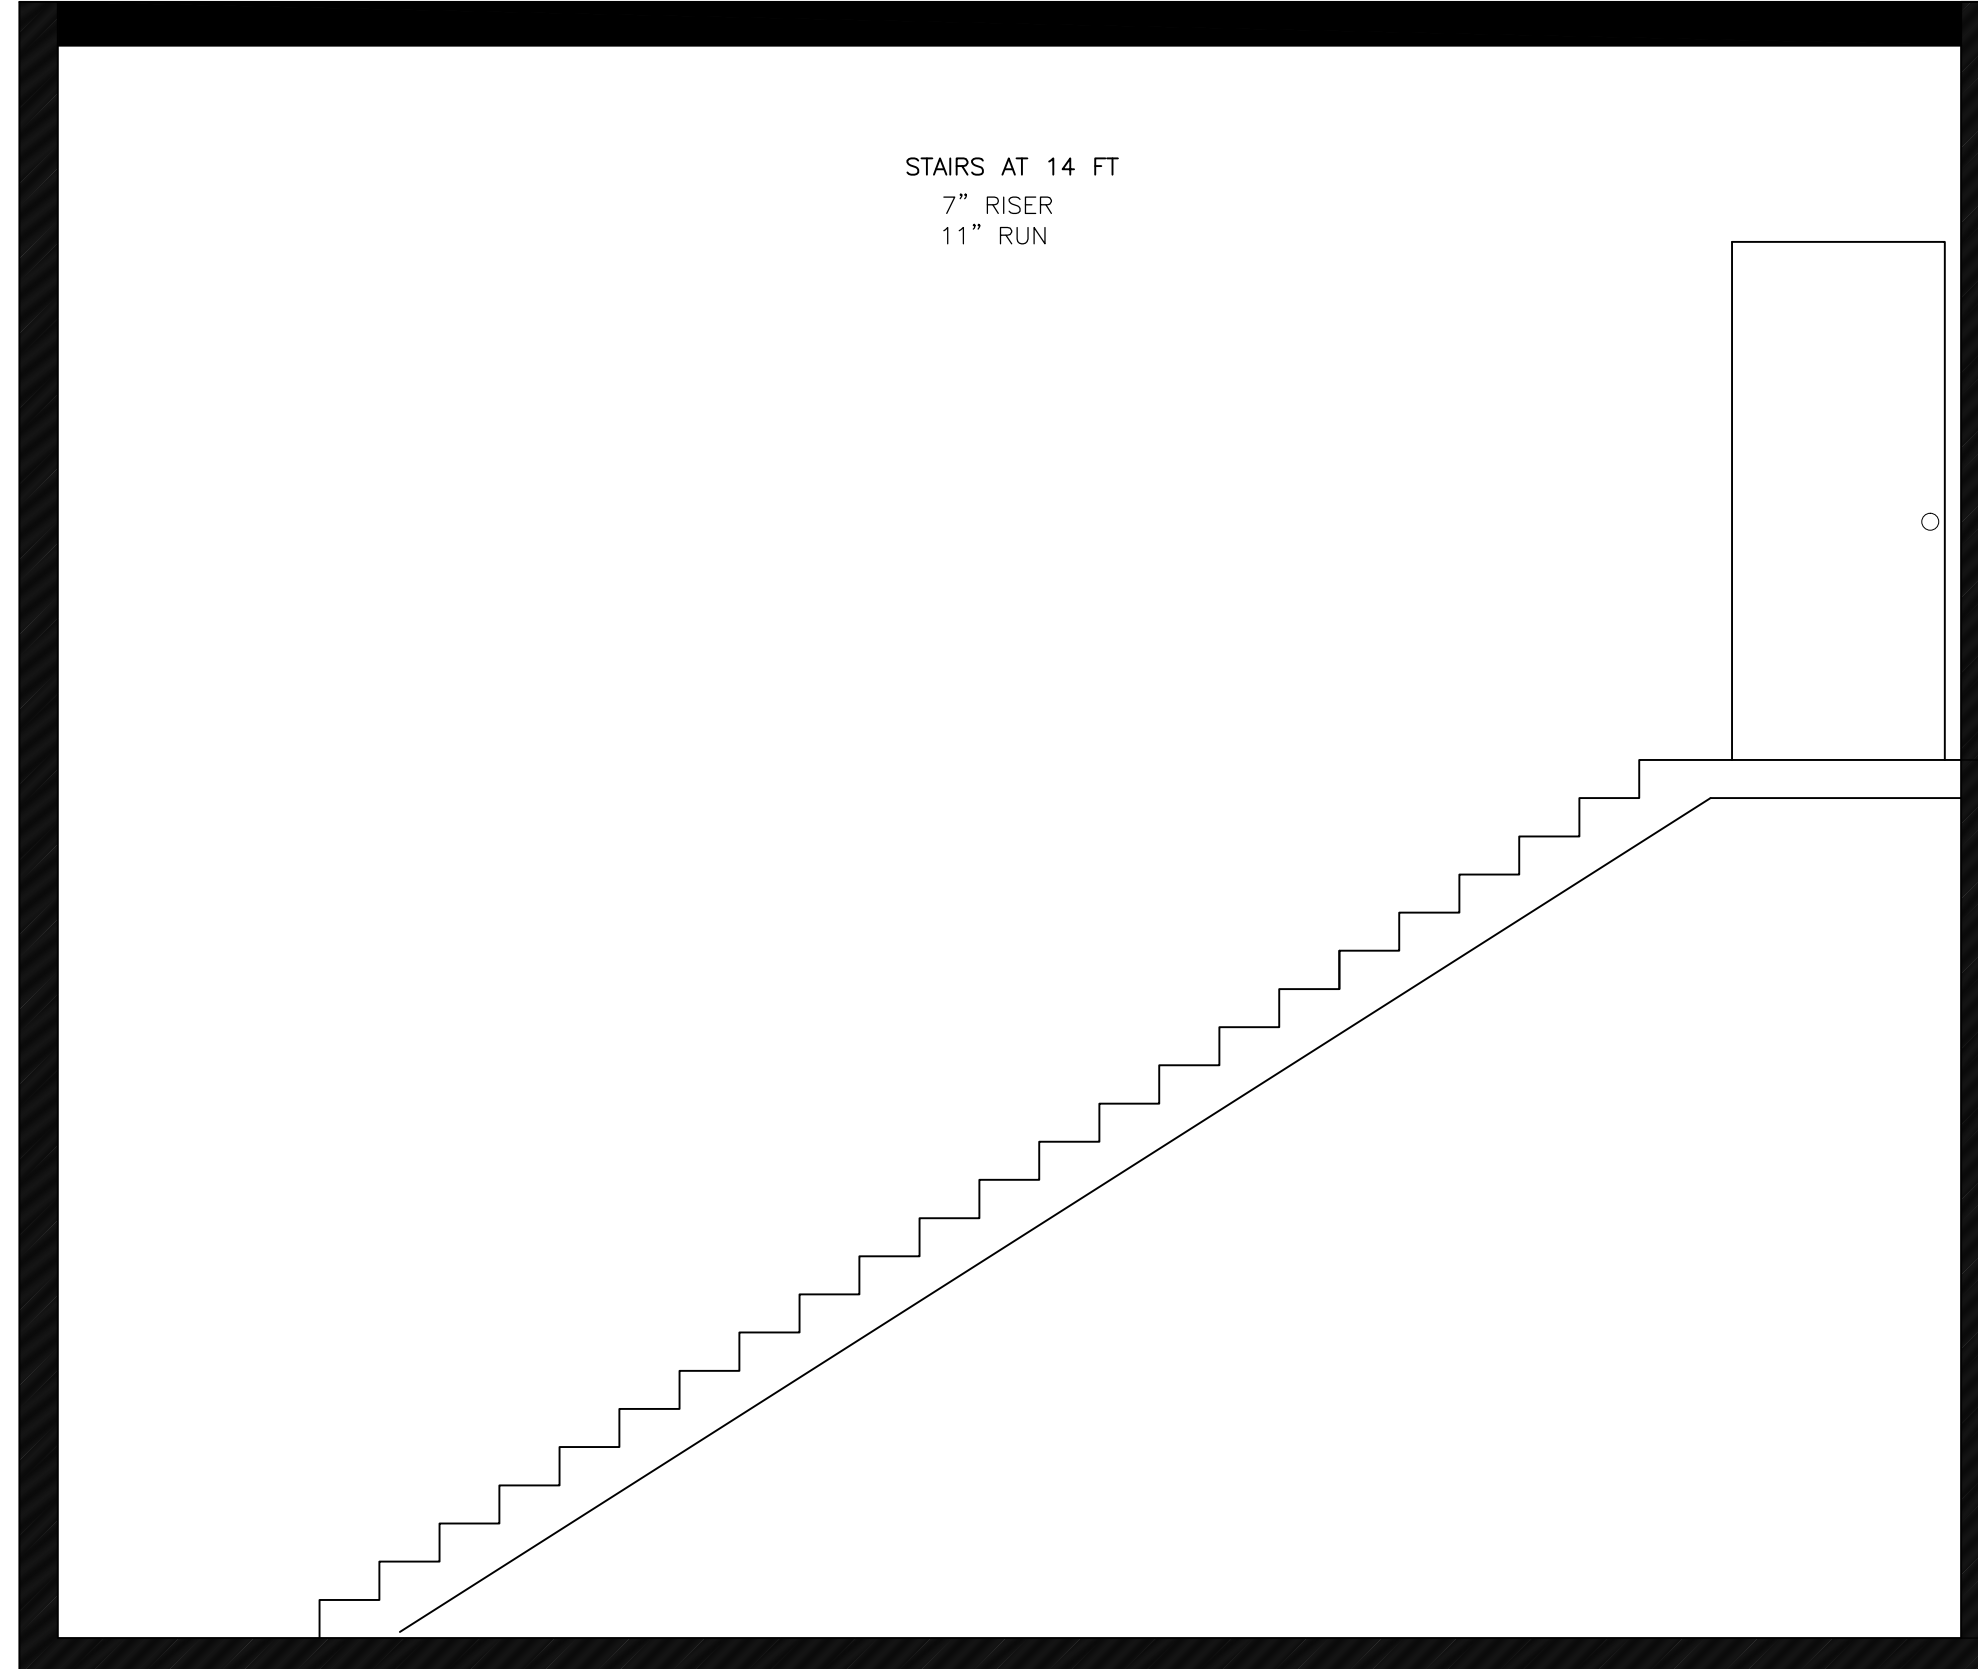 STAIRS AT 14 FT
7” RISER
11” RUN